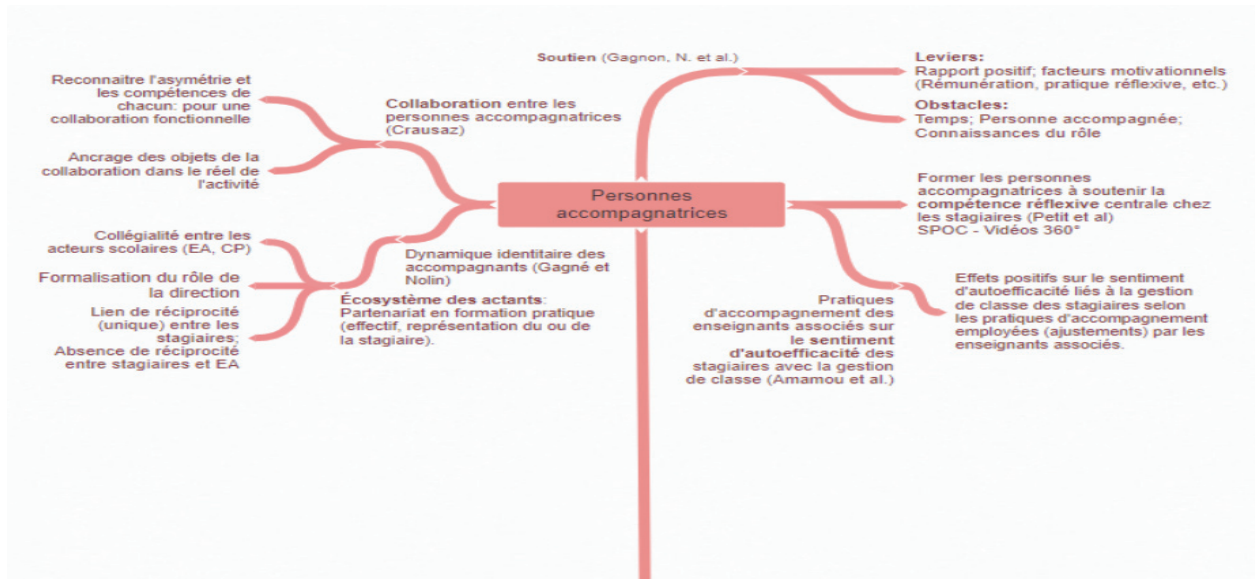 Soutien (Gagnon, N. et al.)
Leviers:
Rapport positif; facteurs motivationnels
(Rémunération, pratique réflexive, etc.)
Obstacles:
Temps; Personne accompagnée;
Connaissances du rôle
Reconnaitre l'asymétrie et
les compétences de
chacun: pour une
collaboration fonctionnelle
Collaboration entre les
personnes accompagnatrices
(Crausaz)
Ancrage des objets de la
collaboration dans le réel de
l'activité
Personnes
accompagnatrices
Former les personnes
accompagnatrices à soutenir la
compétence réflexive centrale chez
les stagiaires (Petit et al)
SPOC - Vidéos 360°
Collégialité entre les
acteurs scolaires (EA, CP)
Formalisation du rôle de
la direction
Lien de réciprocité
(unique) entre les
stagiaires;
Absence de réciprocité
entre stagiaires et EA
Dynamique identitaire des
accompagnants (Gagné et
Nolin)
Écosystème des actants:
Partenariat en formation pratique
(effectif, représentation du ou de
la stagiaire).
Pratiques
d'accompagnement des
enseignants associés sur
le sentiment
d'autoefficacité des
stagiaires avec la gestion
de classe (Amamou et al.)
Effets positifs sur le sentiment
d'autoefficacité liés à la gestion
de classe des stagiaires selon
les pratiques d'accompagnement
employées (ajustements) par les
enseignants associés.